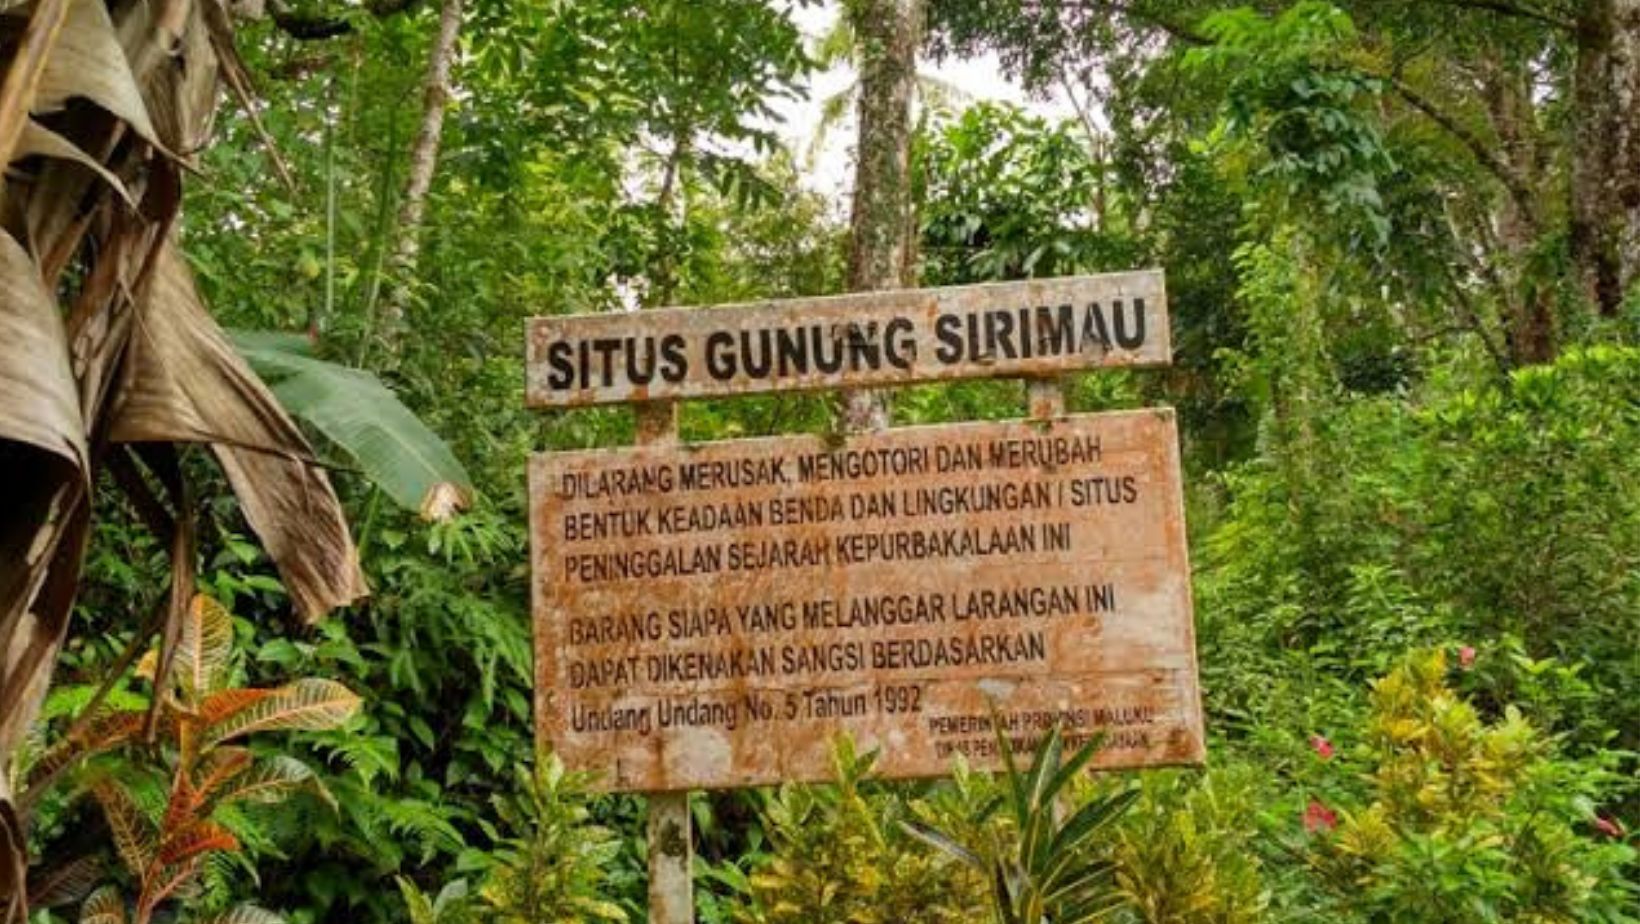 SITUS GUNUNG SIRIMAU
DILARANG MERUSAK, MENGOTORI DAN MERUBAH
BENTUK KEADAAN BENDA DAN LINGKUNGAN / SITUS
PENINGGALAN SEJARAH KEPURBAKALAAN INI
BARANG SIAPA YANG MELANGGAR LARANGAN INI
DAPAT DIKENAKAN SANGSI BERDASARKAN
Undang Undang No. 5 Tahun 1992
PEMERINTAH PROVINSI MALUKU